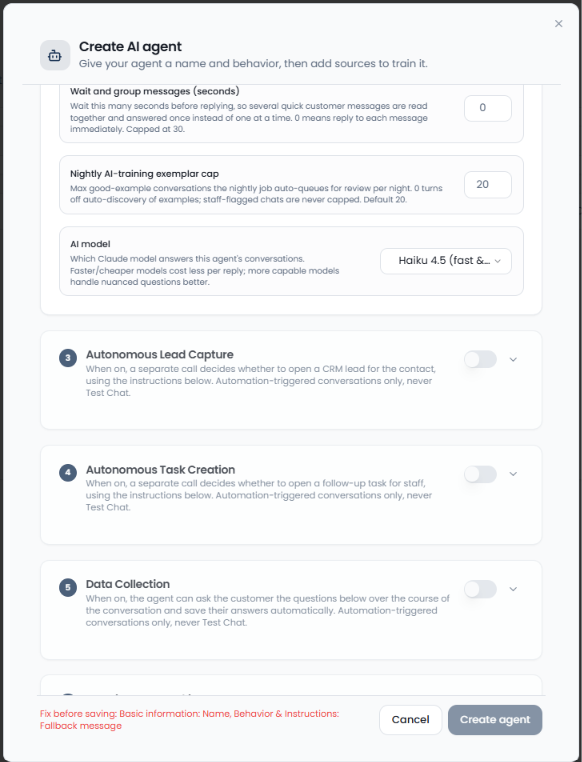 Create AI agent
Give your agent a name and behavior, then add sources to train it.
Wait and group messages (seconds)
Wait this many seconds before replying, so several quick customer messages are read
together and answered once instead of one at a time. 0 means reply to each message
immediately. Capped at 30.
0
Nightly AI-training exemplar cap
Max good-example conversations the nightly job auto-queues for review per night. 0 turns
off auto-discovery of examples; staff-flagged chats are never capped. Default 20.
20
AI model
Which Claude model answers this agent's conversations.
Faster/cheaper models cost less per reply; more capable models
handle nuanced questions better.
Haiku 4.5 (fast &...
3
Autonomous Lead Capture
When on, a separate call decides whether to open a CRM lead for the contact,
using the instructions below. Automation-triggered conversations only, never
Test Chat.
4
Autonomous Task Creation
When on, a separate call decides whether to open a follow-up task for staff,
using the instructions below. Automation-triggered conversations only, never
Test Chat.
5
Data Collection
When on, the agent can ask the customer the questions below over the course of
the conversation and save their answers automatically. Automation-triggered
conversations only, never Test Chat.
Fix before saving: Basic information: Name, Behavior & Instructions:
Fallback message
Cancel
Create agent